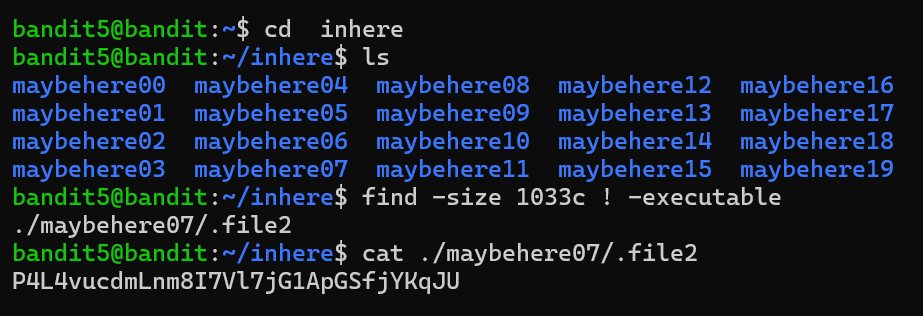 bandit5@bandit:~$ cd  inhere
bandit5@bandit:~/inhere$ ls
maybehere00  maybehere04  maybehere08  maybehere12  maybehere16
maybehere01  maybehere05  maybehere09  maybehere13  maybehere17
maybehere02  maybehere06  maybehere10  maybehere14  maybehere18
maybehere03  maybehere07  maybehere11  maybehere15  maybehere19
bandit5@bandit:~/inhere$ find -size 1033c ! -executable
./maybehere07/.file2
bandit5@bandit:~/inhere$ cat ./maybehere07/.file2
P4L4vucdmLnm8I7Vl7jG1ApGSfjYKqJU